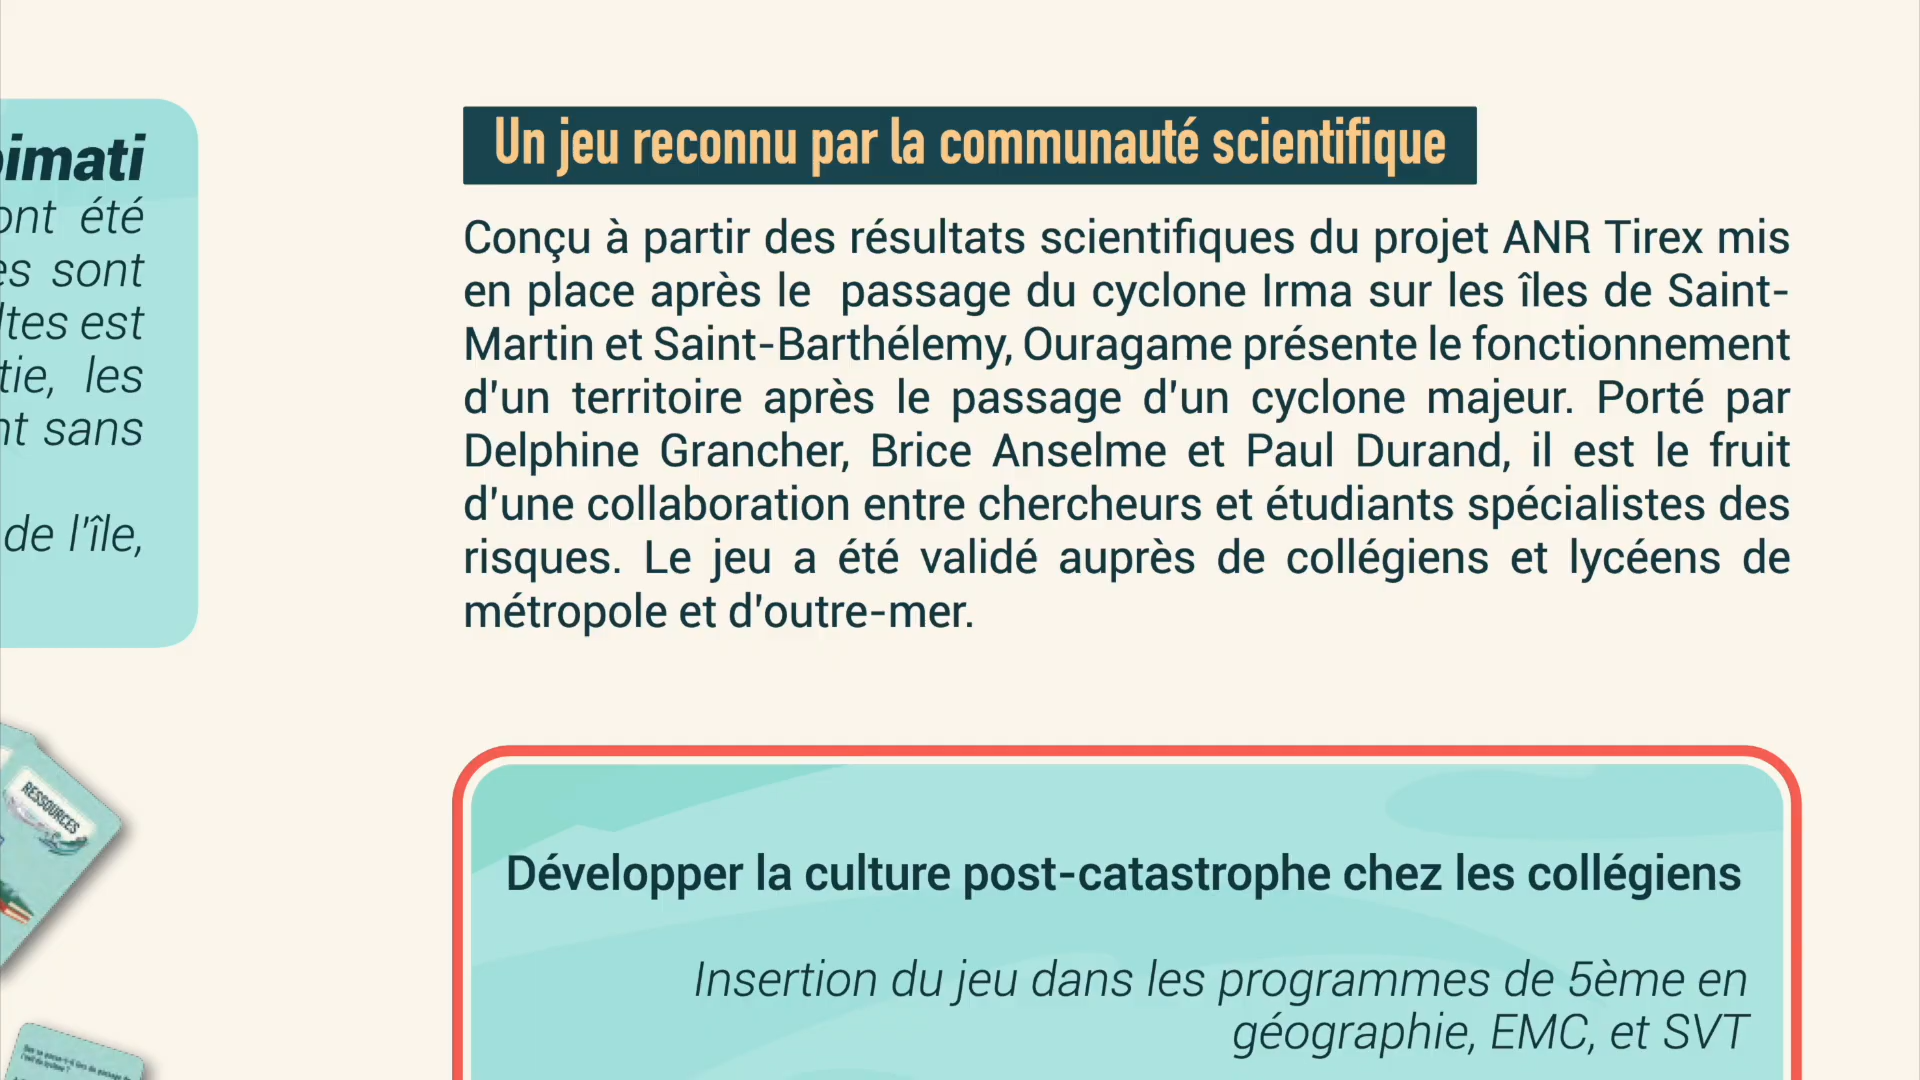 ont été
sont
est
les
sans
de l'île,
RESSOURCES
Un jeu reconnu par la communauté scientifique
Conçu à partir des résultats scientifiques du projet ANR Tirex mis
en place après le passage du cyclone Irma sur les îles de Saint-
Martin et Saint-Barthélemy, Ouragame présente le fonctionnement
d'un territoire après le passage d'un cyclone majeur. Porté par
Delphine Grancher, Brice Anselme et Paul Durand, il est le fruit
d'une collaboration entre chercheurs et étudiants spécialistes des
risques. Le jeu a été validé auprès de collégiens et lycéens de
métropole et d'outre-mer.
Développer la culture post-catastrophe chez les collégiens
Insertion du jeu dans les programmes de 5ème en
géographie, EMC, et SVT